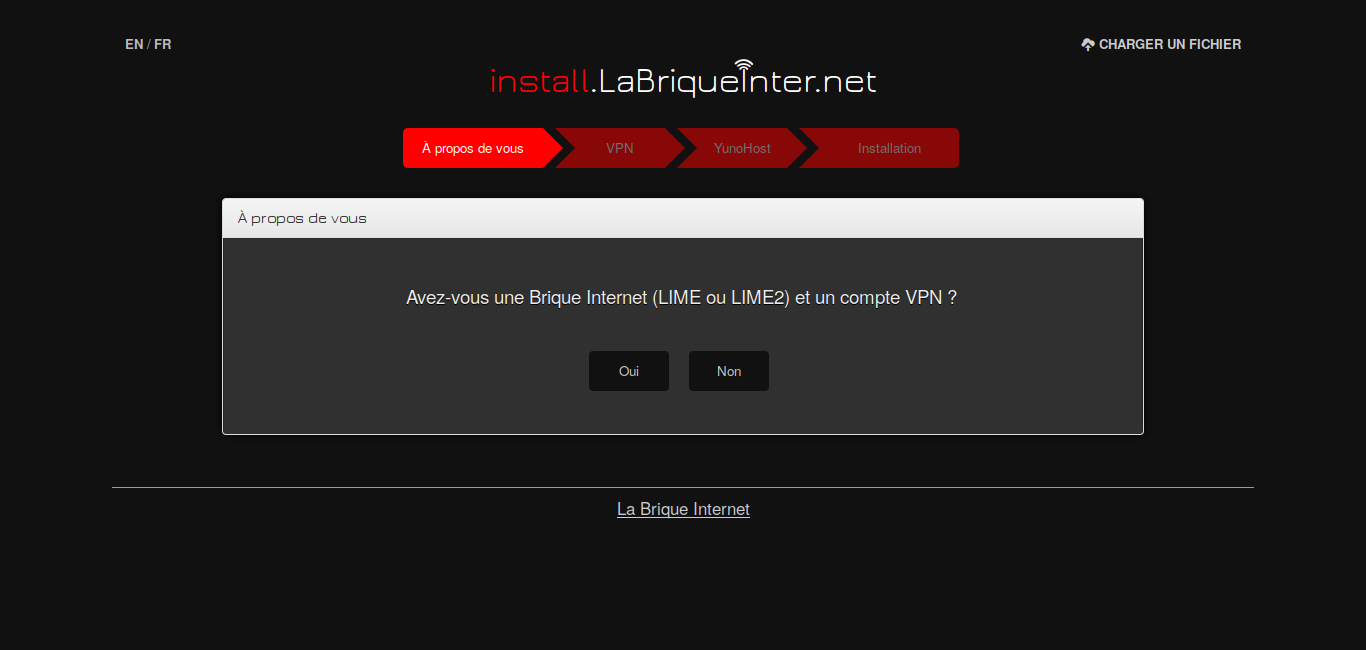 EN / FR
CHARGER UN FICHIER
install.LaBriqueInter.net
À propos de vous
VPN
YunoHost
Installation
À propos de vous
Avez-vous une Brique Internet (LIME ou LIME2) et un compte VPN ?
Oui
Non
La Brique Internet